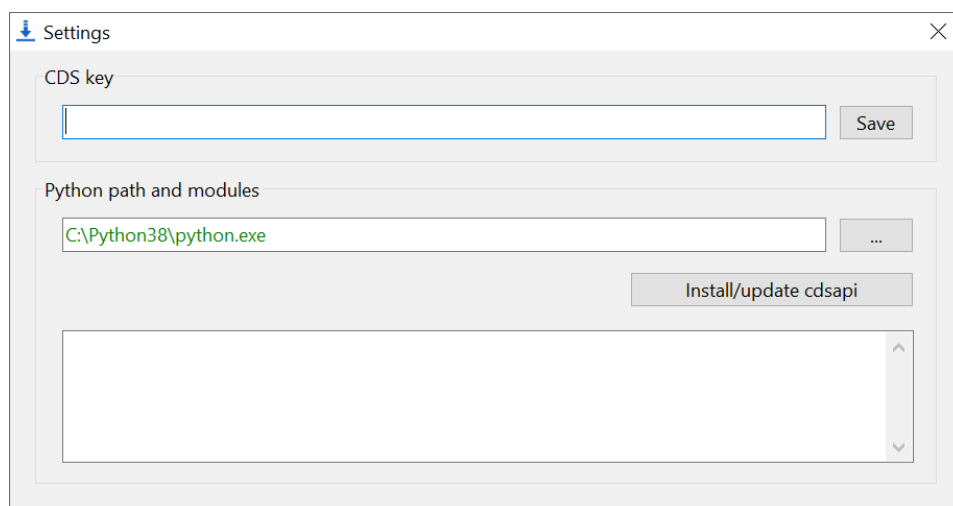 Settings
CDS key
Save
Python path and modules
C:\Python38\python.exe
...
Install/update cdsapi